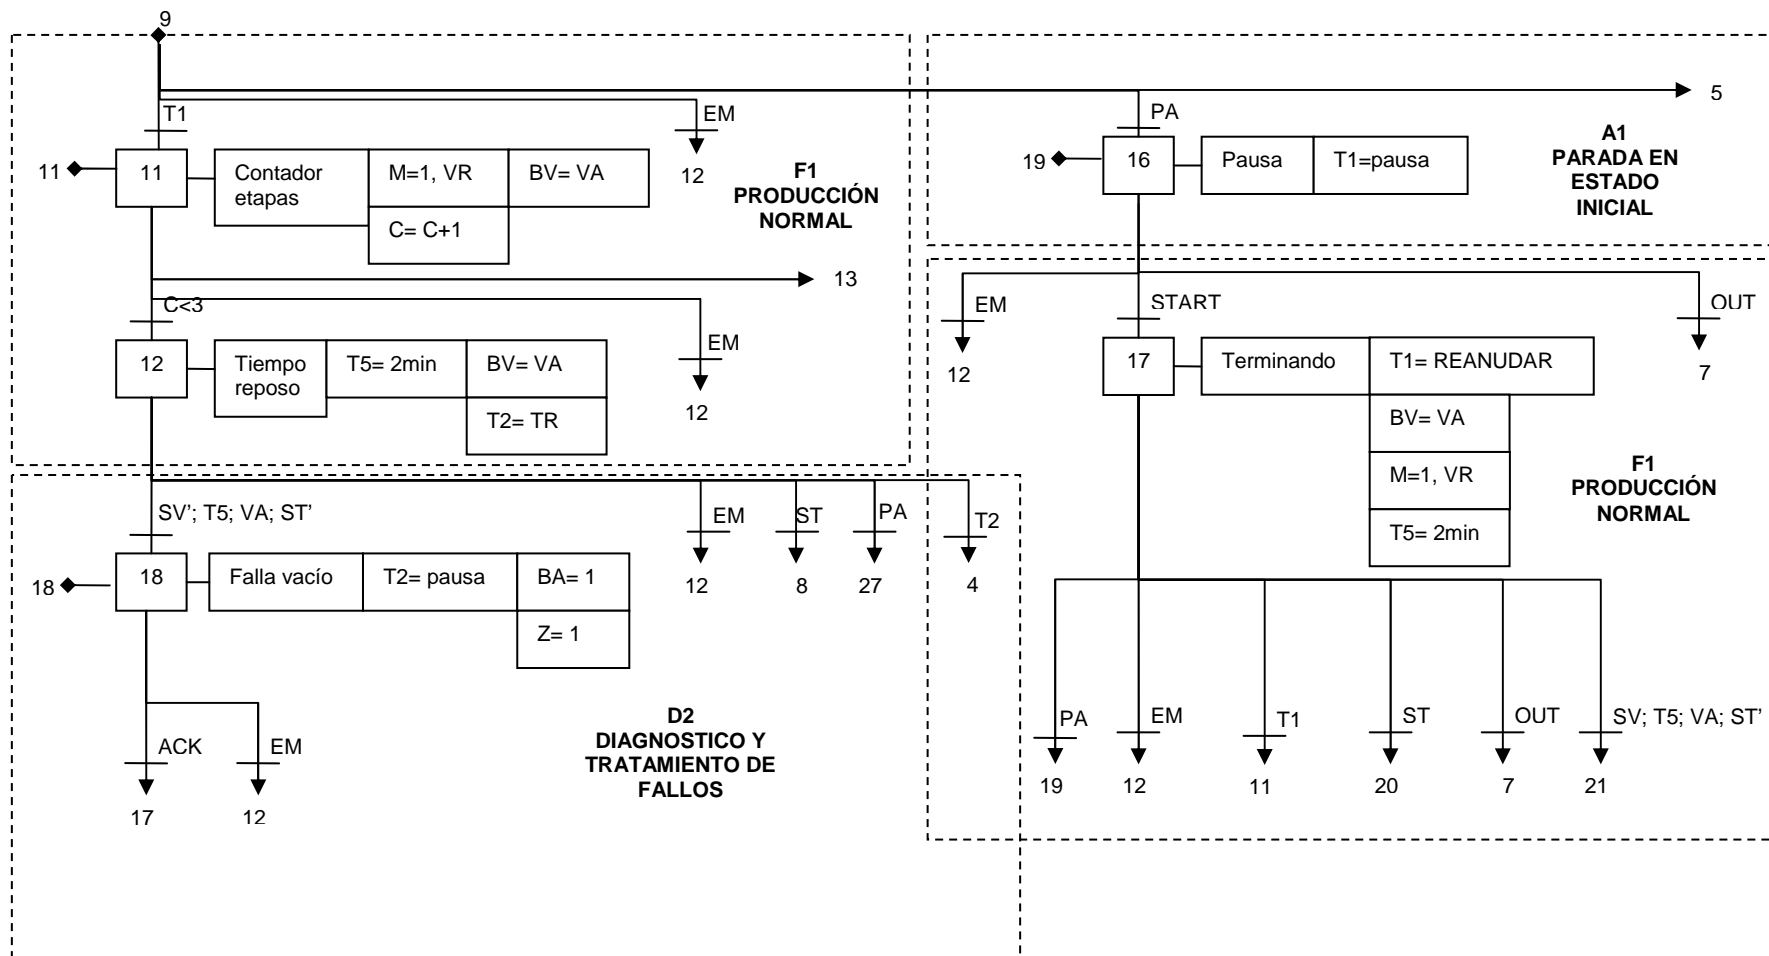 9
T1
EM
12
11
11
Contador
etapas
M=1, VR
BV= VA
C= C+1
F1
PRODUCCIÓN
NORMAL
13
C<3
EM
12
12
Tiempo
reposo
T5= 2min
BV= VA
T2= TR
5
PA
19
16
Pausa
T1=pausa
A1
PARADA EN
ESTADO
INICIAL
EM
12
START
OUT
7
17
Terminando
T1= REANUDAR
BV= VA
M=1, VR
T5= 2min
F1
PRODUCCIÓN
NORMAL
PA
19
EM
12
T1
11
ST
20
OUT
7
SV; T5; VA; ST’
21
SV’; T5; VA; ST’
EM
12
ST
8
PA
27
T2
4
18
18
Falla vacío
T2= pausa
BA= 1
Z= 1
ACK
17
EM
12
D2
DIAGNOSTICO Y
TRATAMIENTO DE
FALLOS